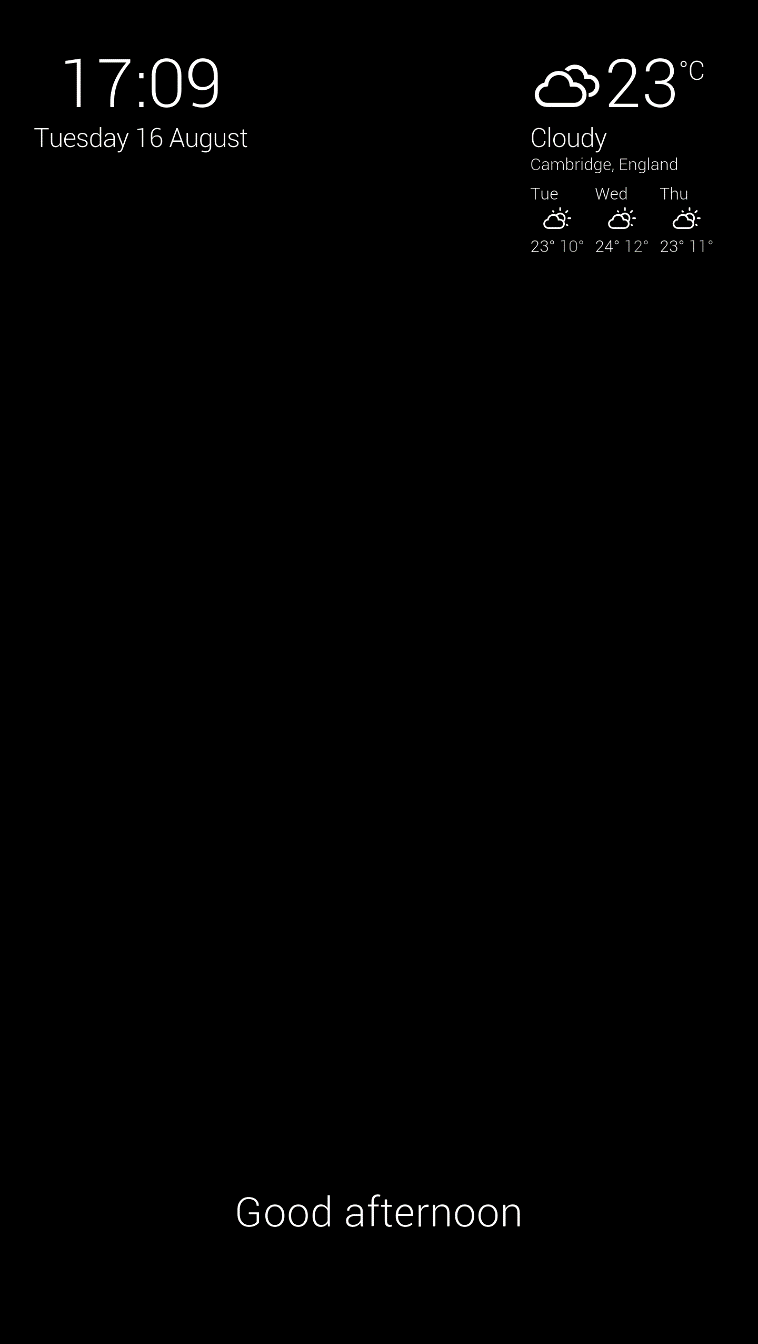 17:09
Tuesday 16 August
23°C
Cloudy
Cambridge, England
Tue Wed Thu
23° 10° 24° 12° 23° 11°
Good afternoon